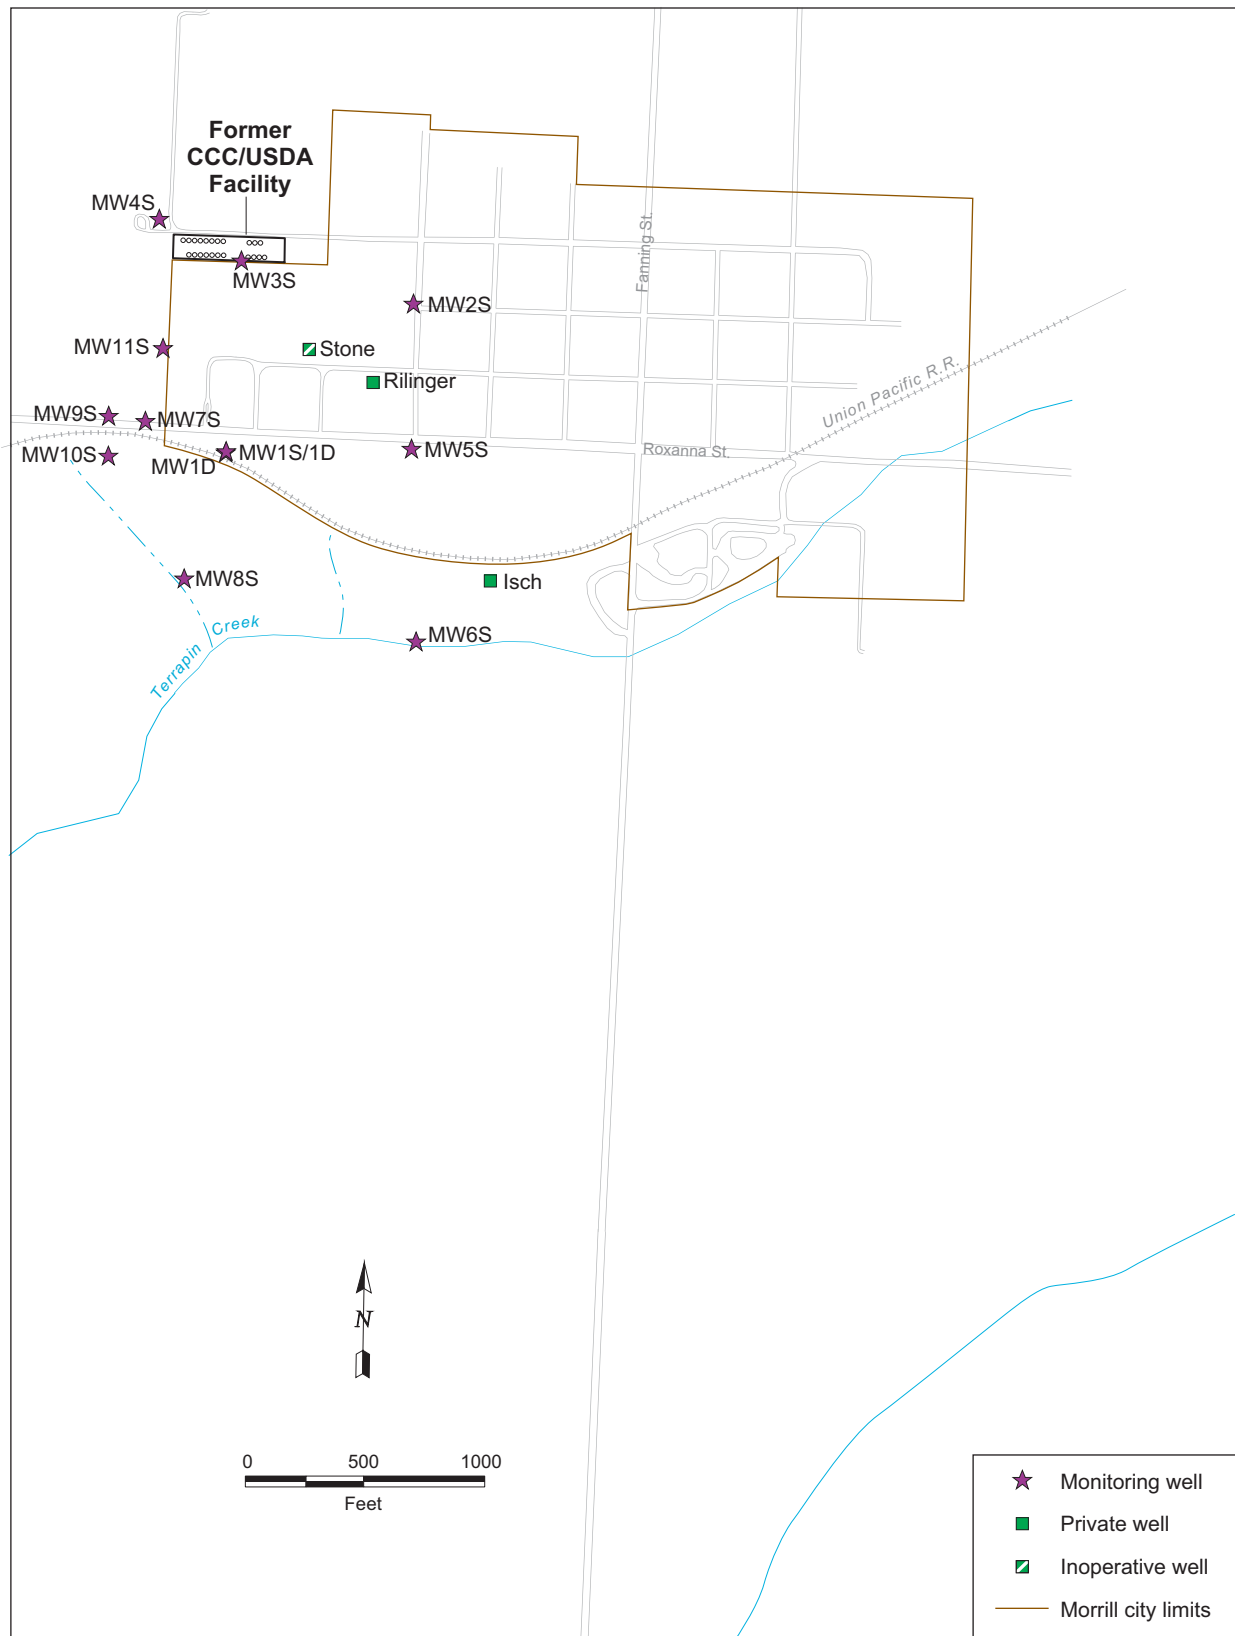 Former
CCC/USDA
Facility
MW4S
MW3S
Fanning St.
MW2S
MW11S
Stone
Rilinger
Union Pacific R.R.
MW9S
MW7S
MW10S
MW1D
MW1S/1D
MW5S
Roxanna St.
MW8S
Isch
Terrapin Creek
MW6S
N
0 500 1000
Feet
Monitoring well
Private well
Inoperative well
Morrill city limits